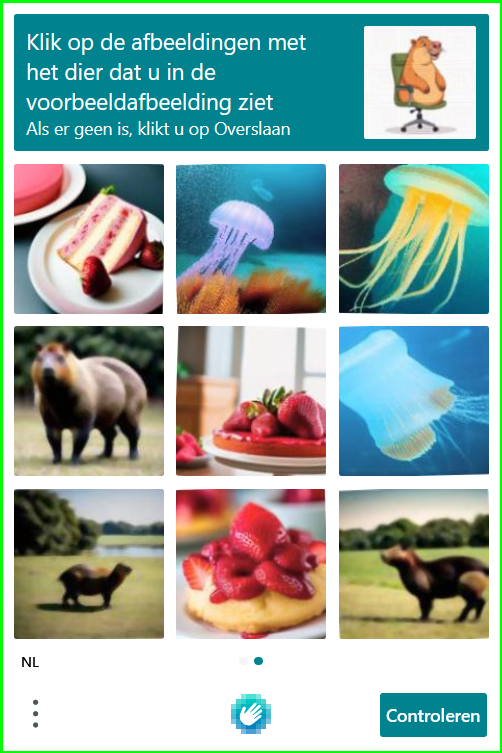 Klik op de afbeeldingen met
het dier dat u in de
voorbeeldafbeelding ziet
Als er geen is, klikt u op Overslaan
NL
Controleren